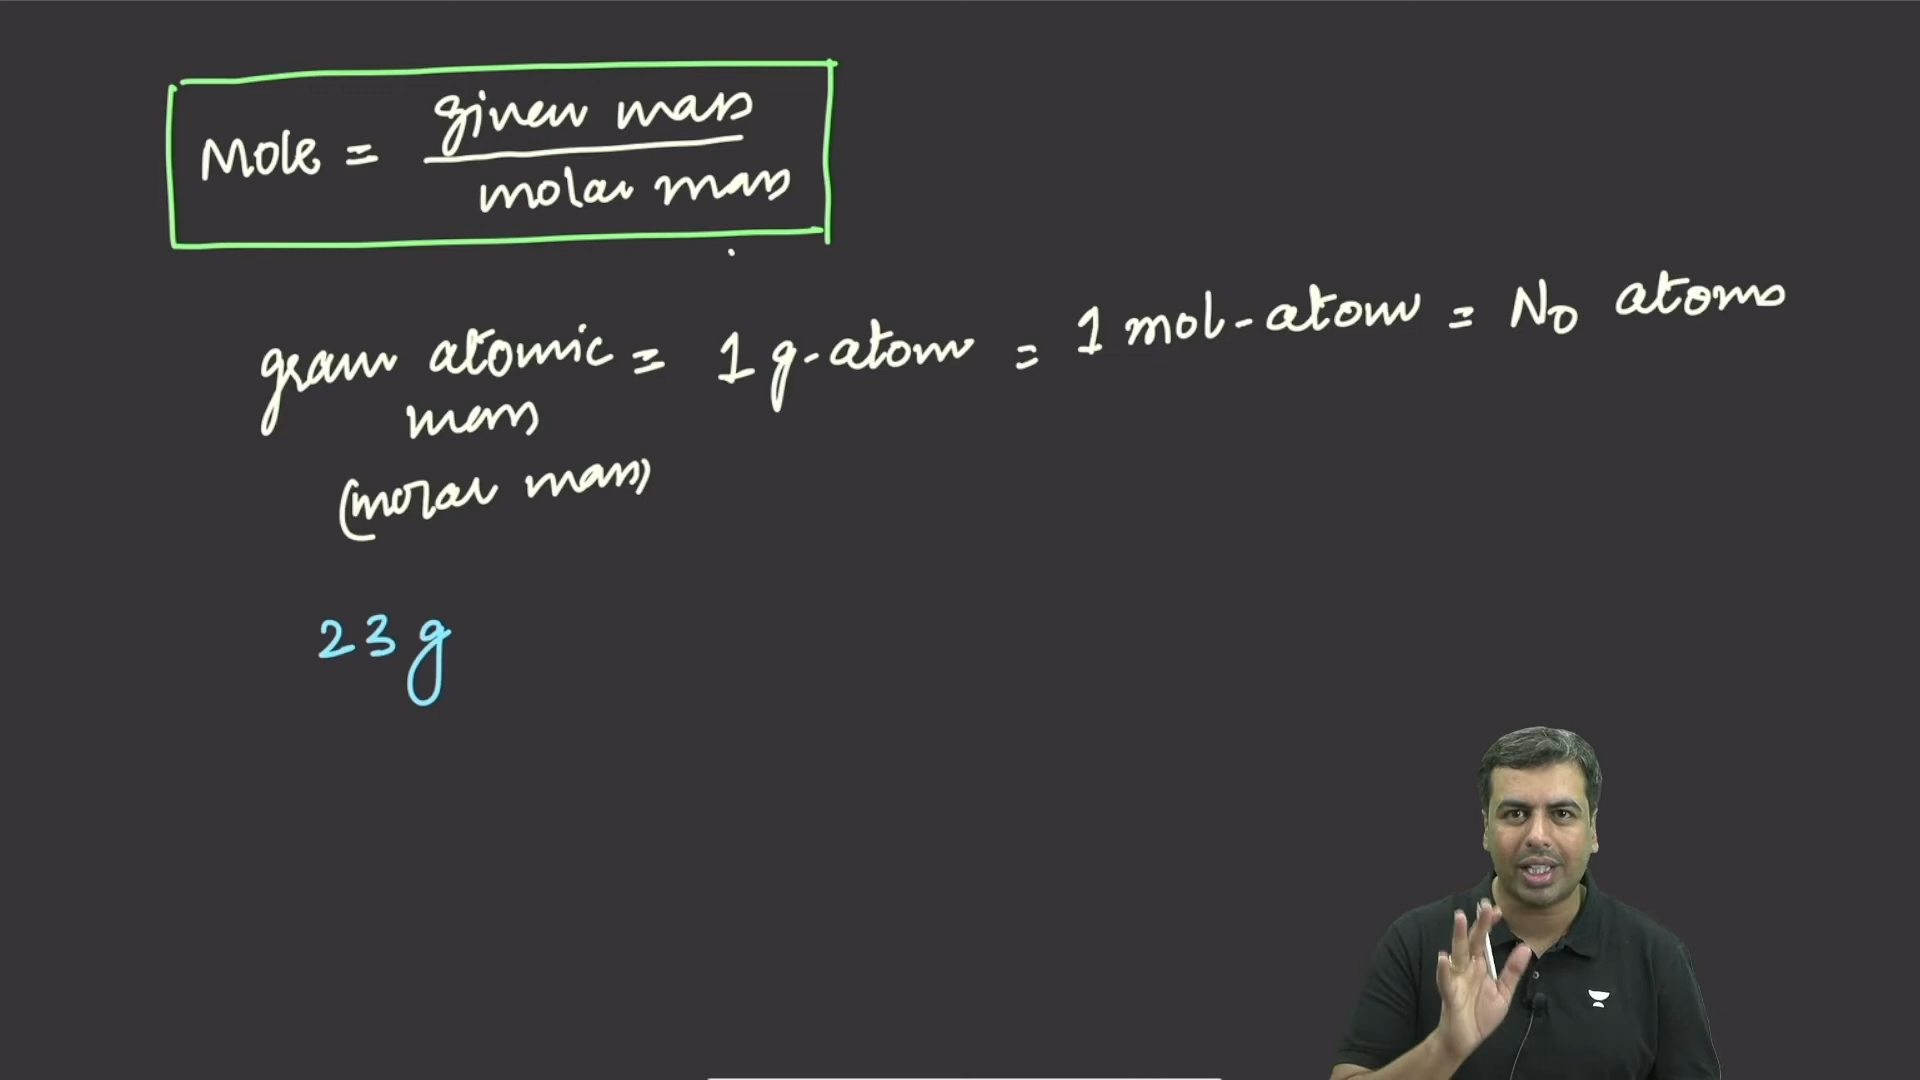 Mole = given mass / molar mass
gram atomic mass = 1 g-atom = 1 mol-atom = N₀ atoms
(molar mass)
23 g